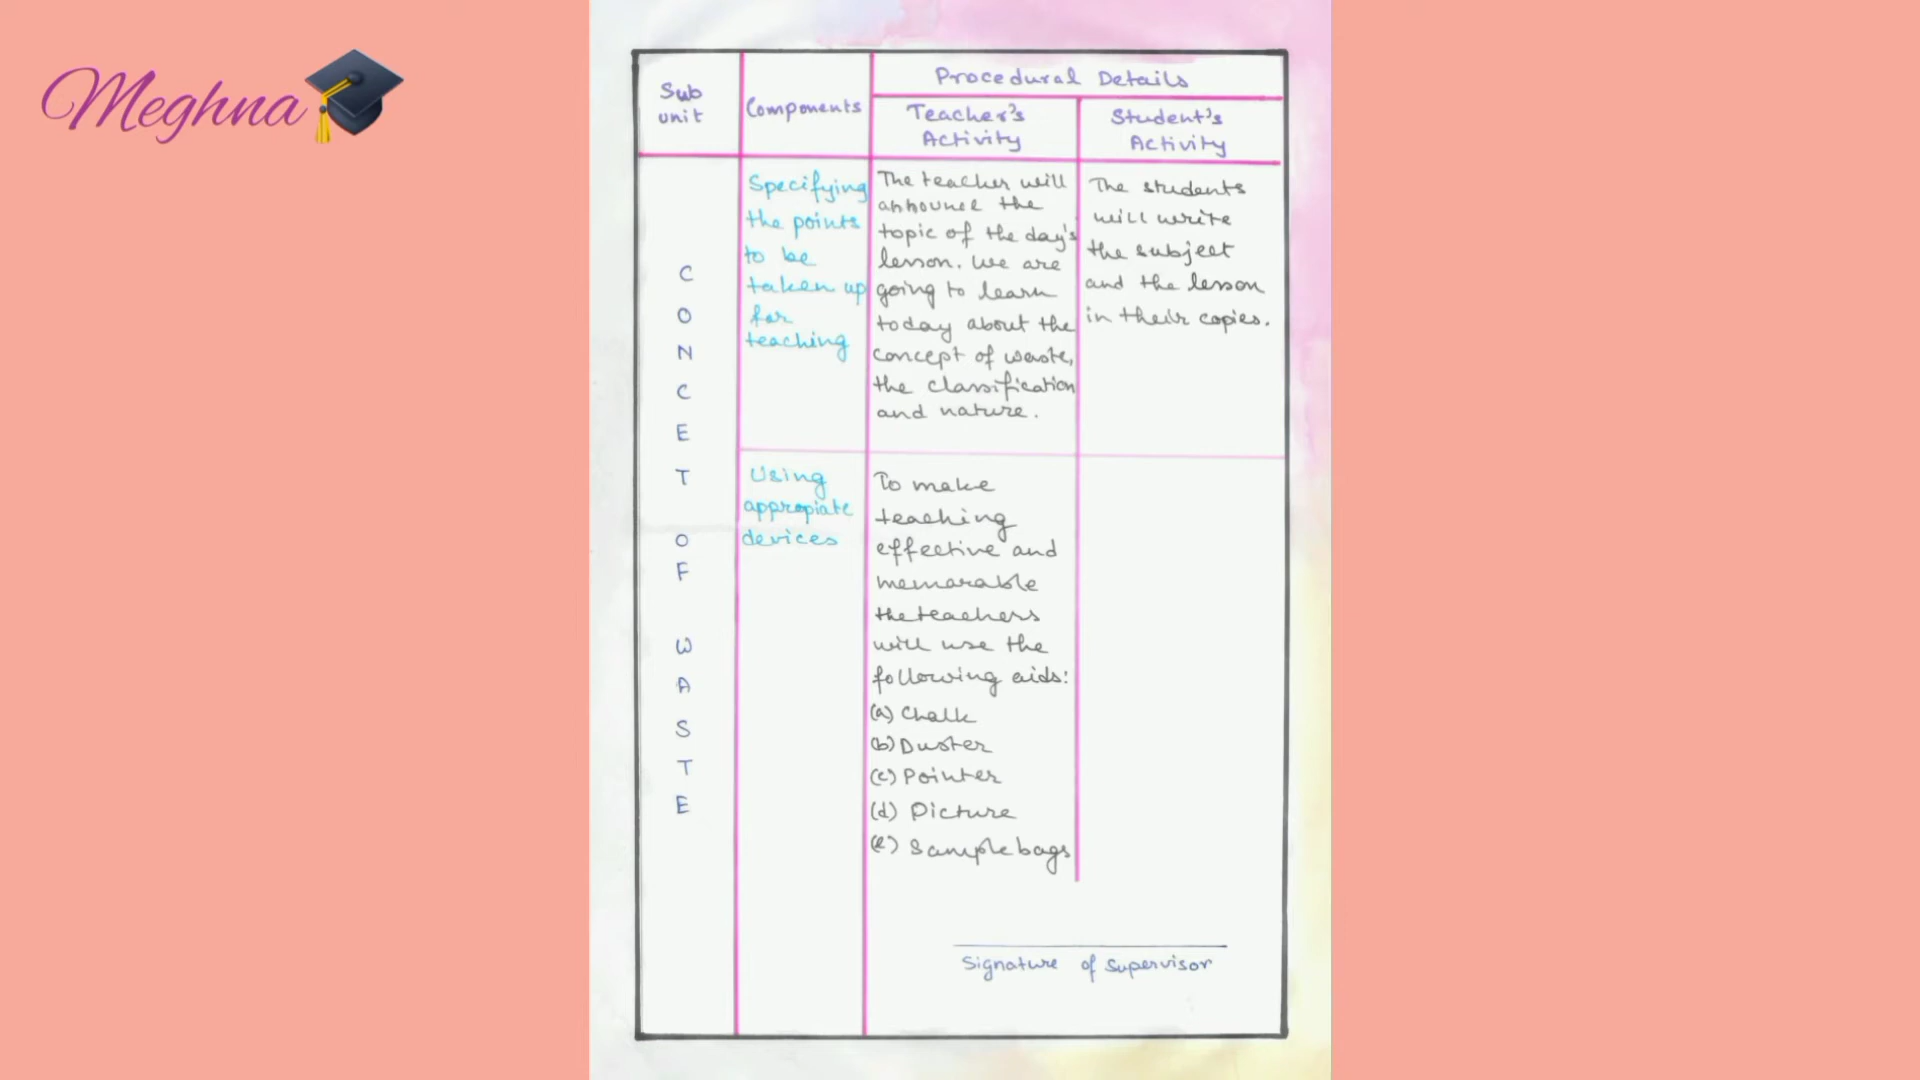 Meghna
Procedural Details
Sub
unit
Components
Teacher's
Activity
Student's
Activity
CONCET
OF
WASTE
Specifying
the points
to be
taken up
for
teaching
The teacher will
announce the
topic of the day's
lesson. We are
going to learn
today about the
concept of waste,
the classification
and nature.
The students
will write
the subject
and the lesson
in their copies.
Using
appropiate
devices
To make
teaching
effective and
memorable
the teachers
will use the
following aids:
(a) Chalk
(b) Duster
(c) Pointer
(d) Picture
(e) Sample bags
Signature of Supervisor